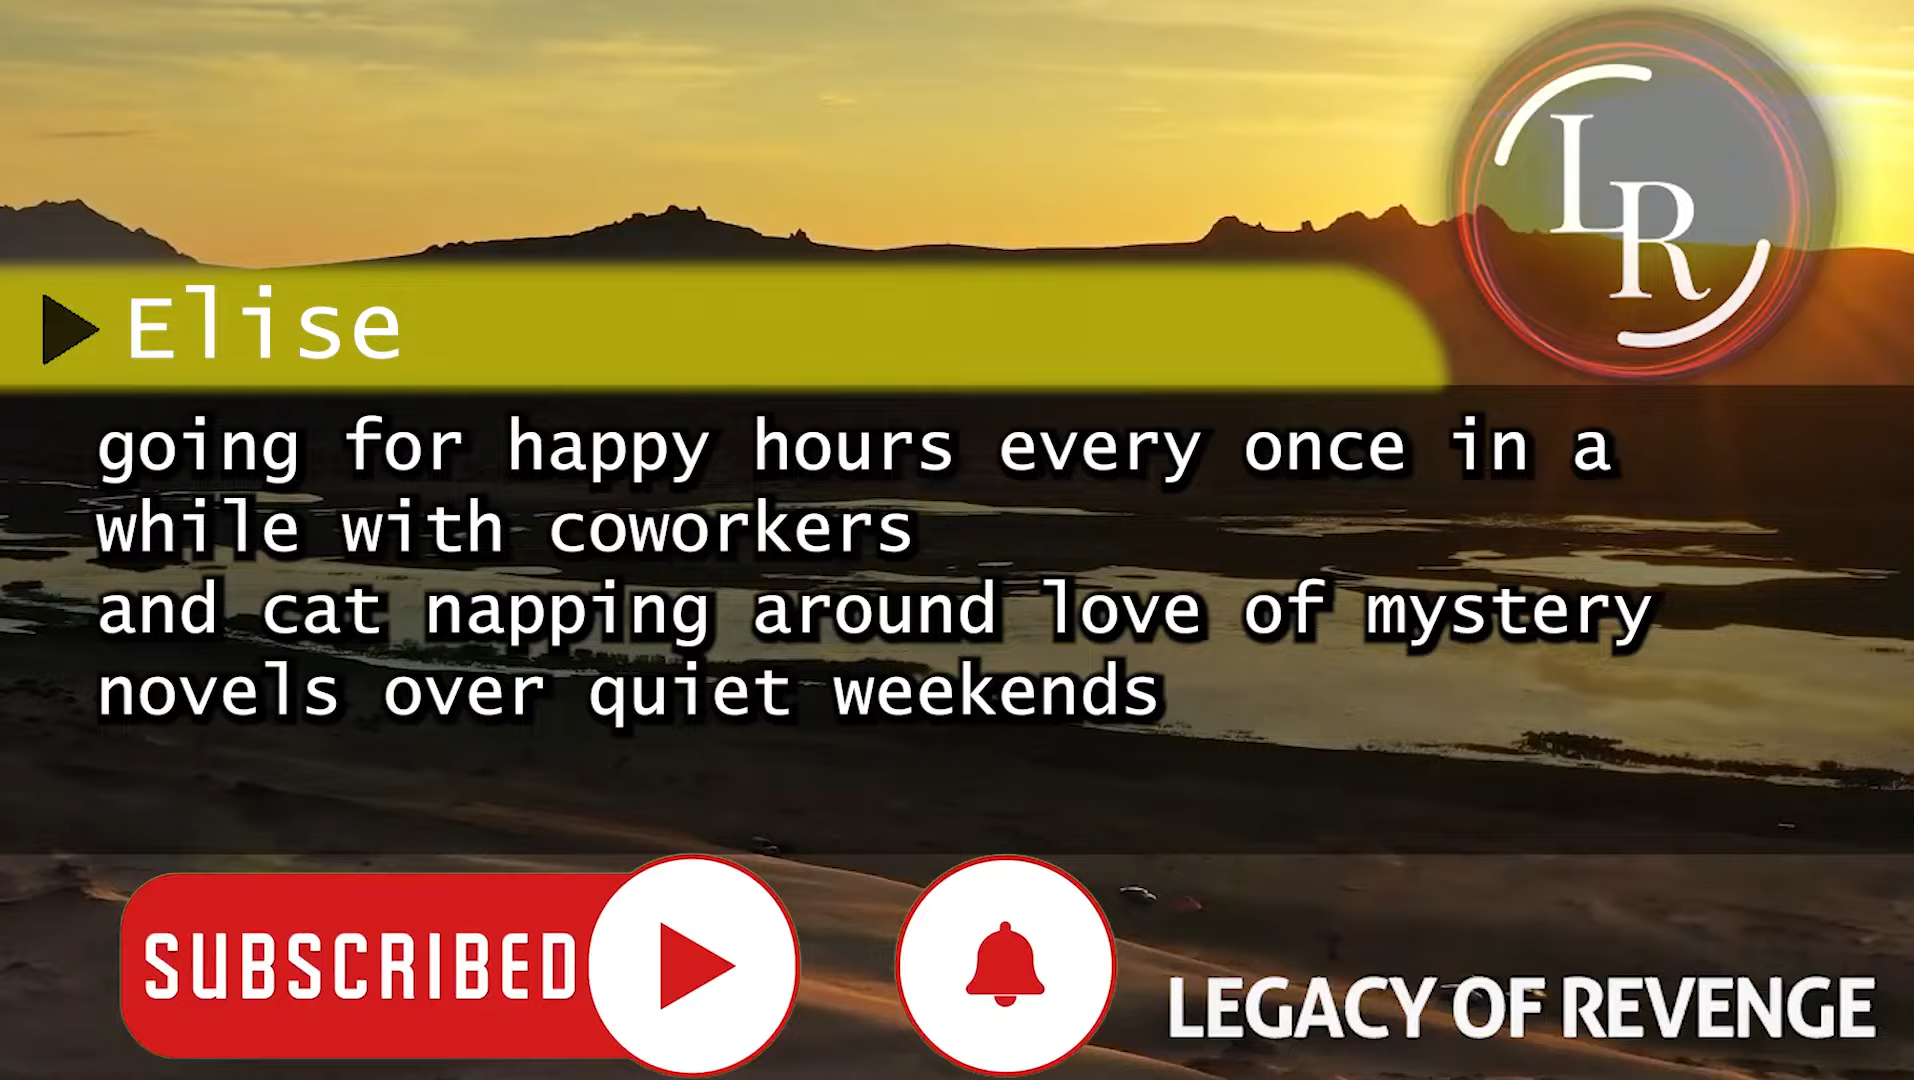 LR
Elise
going for happy hours every once in a
while with coworkers
and cat napping around love of mystery
novels over quiet weekends
SUBSCRIBED
LEGACY OF REVENGE